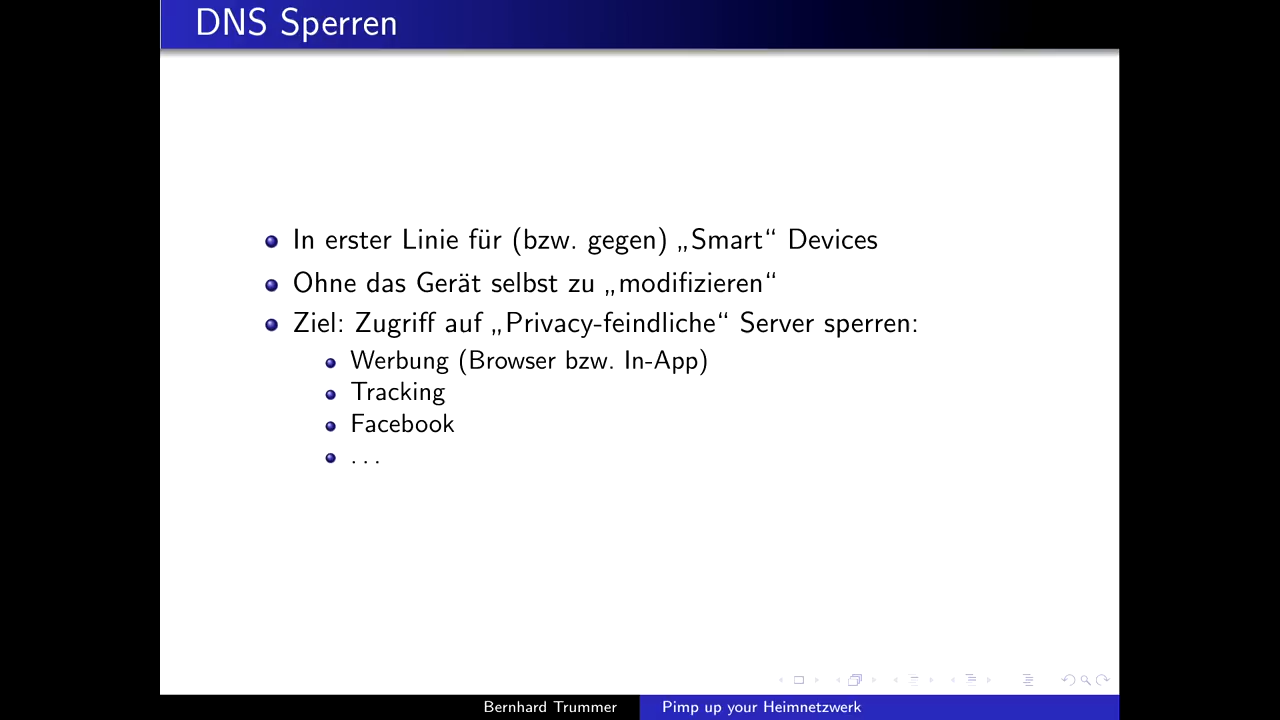 DNS Sperren
In erster Linie für (bzw. gegen) „Smart“ Devices
Ohne das Gerät selbst zu „modifizieren“
Ziel: Zugriff auf „Privacy-feindliche“ Server sperren:
Werbung (Browser bzw. In-App)
Tracking
Facebook
. . .
Bernhard Trummer
Pimp up your Heimnetzwerk